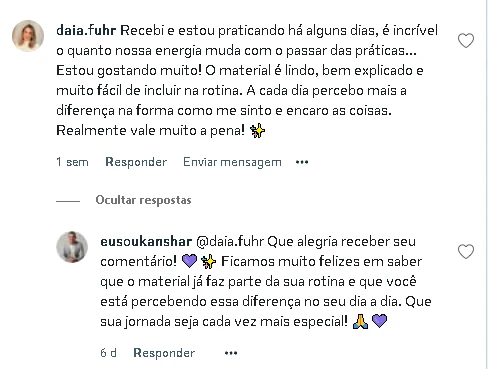 daia.fuhr Recebi e estou praticando há alguns dias, é incrível
o quanto nossa energia muda com o passar das práticas...
Estou gostando muito! O material é lindo, bem explicado e
muito fácil de incluir na rotina. A cada dia percebo mais a
diferença na forma como me sinto e encaro as coisas.
Realmente vale muito a pena! ✨
1 sem Responder Enviar mensagem •••
Ocultar respostas
eusoukanshar @daia.fuhr Que alegria receber seu
comentário! 💜 ✨ Ficamos muito felizes em saber
que o material já faz parte da sua rotina e que você
está percebendo essa diferença no seu dia a dia. Que
sua jornada seja cada vez mais especial! 🙏 💜
6 d Responder •••